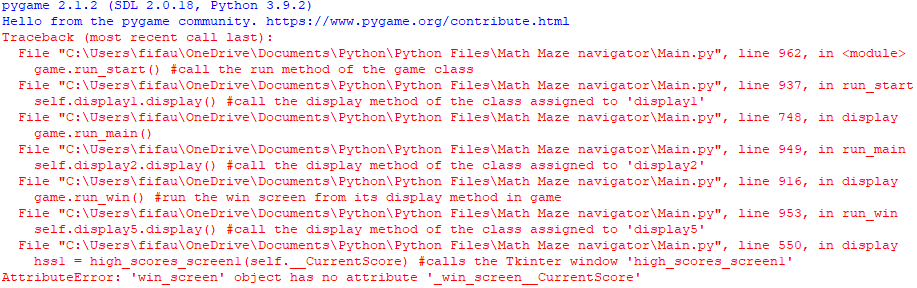 pygame 2.1.2 (SDL 2.0.18, Python 3.9.2)
Hello from the pygame community. https://www.pygame.org/contribute.html
Traceback (most recent call last):
  File "C:\Users\fifau\OneDrive\Documents\Python\Python Files\Math Maze navigator\Main.py", line 962, in <module>
    game.run_start() #call the run method of the game class
  File "C:\Users\fifau\OneDrive\Documents\Python\Python Files\Math Maze navigator\Main.py", line 937, in run_start
    self.display1.display() #call the display method of the class assigned to 'display1'
  File "C:\Users\fifau\OneDrive\Documents\Python\Python Files\Math Maze navigator\Main.py", line 748, in display
    game.run_main()
  File "C:\Users\fifau\OneDrive\Documents\Python\Python Files\Math Maze navigator\Main.py", line 949, in run_main
    self.display2.display() #call the display method of the class assigned to 'display2'
  File "C:\Users\fifau\OneDrive\Documents\Python\Python Files\Math Maze navigator\Main.py", line 916, in display
    game.run_win() #run the win screen from its display method in game
  File "C:\Users\fifau\OneDrive\Documents\Python\Python Files\Math Maze navigator\Main.py", line 953, in run_win
    self.display5.display() #call the display method of the class assigned to 'display5'
  File "C:\Users\fifau\OneDrive\Documents\Python\Python Files\Math Maze navigator\Main.py", line 550, in display
    hss1 = high_scores_screen1(self.__CurrentScore) #calls the Tkinter window 'high_scores_screen1'
AttributeError: 'win_screen' object has no attribute '_win_screen__CurrentScore'